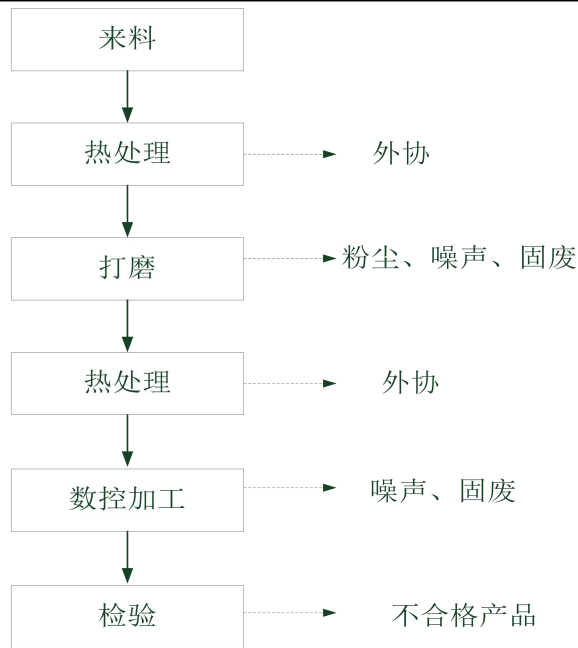 来料
热处理
外协
打磨
粉尘、噪声、固废
热处理
外协
数控加工
噪声、固废
检验
不合格产品